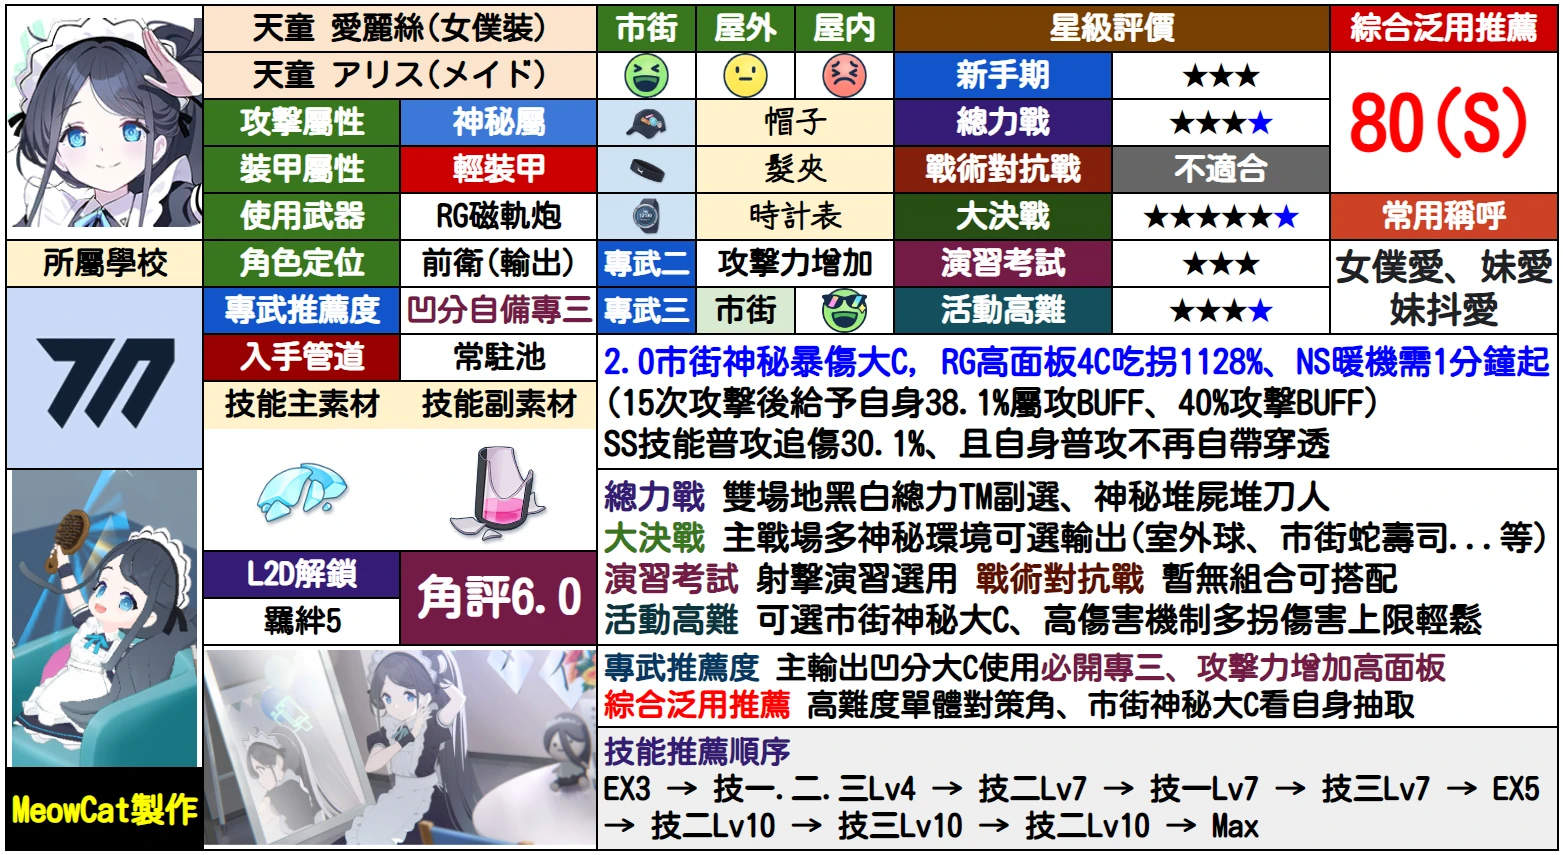 天童 愛麗絲(女僕裝)
市街
屋外
屋内
星級評價
綜合泛用推薦
天童 アリス(メイド)
新手期
★★★
80(S)
攻擊屬性
神秘屬
帽子
總力戰
★★★★
裝甲屬性
輕裝甲
髮夾
戰術對抗戰
不適合
使用武器
RG磁軌炮
時計表
大決戰
★★★★★★
常用稱呼
所屬學校
角色定位
前衛(輸出)
專武二
攻擊力增加
演習考試
★★★
女僕愛、妹愛
妹抖愛
專武推薦度
凹分自備專三
專武三
市街
活動高難
★★★★
入手管道
常駐池
技能主素材
技能副素材
2.0市街神秘暴傷大C, RG高面板4C吃拐1128%、NS暖機需1分鐘起
(15次攻擊後給予自身38.1%屬攻BUFF、40%攻擊BUFF)
SS技能普攻追傷30.1%、且自身普攻不再自帶穿透
總力戰 雙場地黑白總力TM副選、神秘堆屍堆刀人
大決戰 主戰場多神秘環境可選輸出(室外球、市街蛇壽司...等)
演習考試 射擊演習選用 戰術對抗戰 暫無組合可搭配
活動高難 可選市街神秘大C、高傷害機制多拐傷害上限輕鬆
L2D解鎖
羈絆5
角評6.0
專武推薦度 主輸出凹分大C使用必開專三、攻擊力增加高面板
綜合泛用推薦 高難度單體對策角、市街神秘大C看自身抽取
技能推薦順序
EX3 → 技一.二.三Lv4 → 技二Lv7 → 技一Lv7 → 技三Lv7 → EX5
→ 技二Lv10 → 技三Lv10 → 技二Lv10 → Max
MeowCat製作